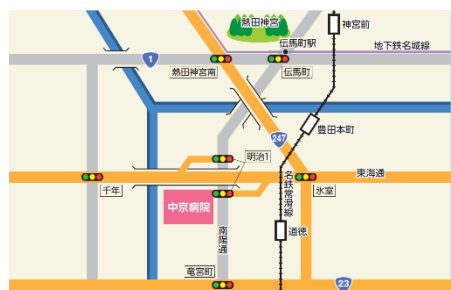 熱田神宮
神宮前
伝馬町駅
地下鉄名城線
1
熱田神宮南
伝馬町
豊田本町
247
明治1
東海通
千年
氷室
名鉄常滑線
中京病院
南陽通
道徳
竜宮町
23